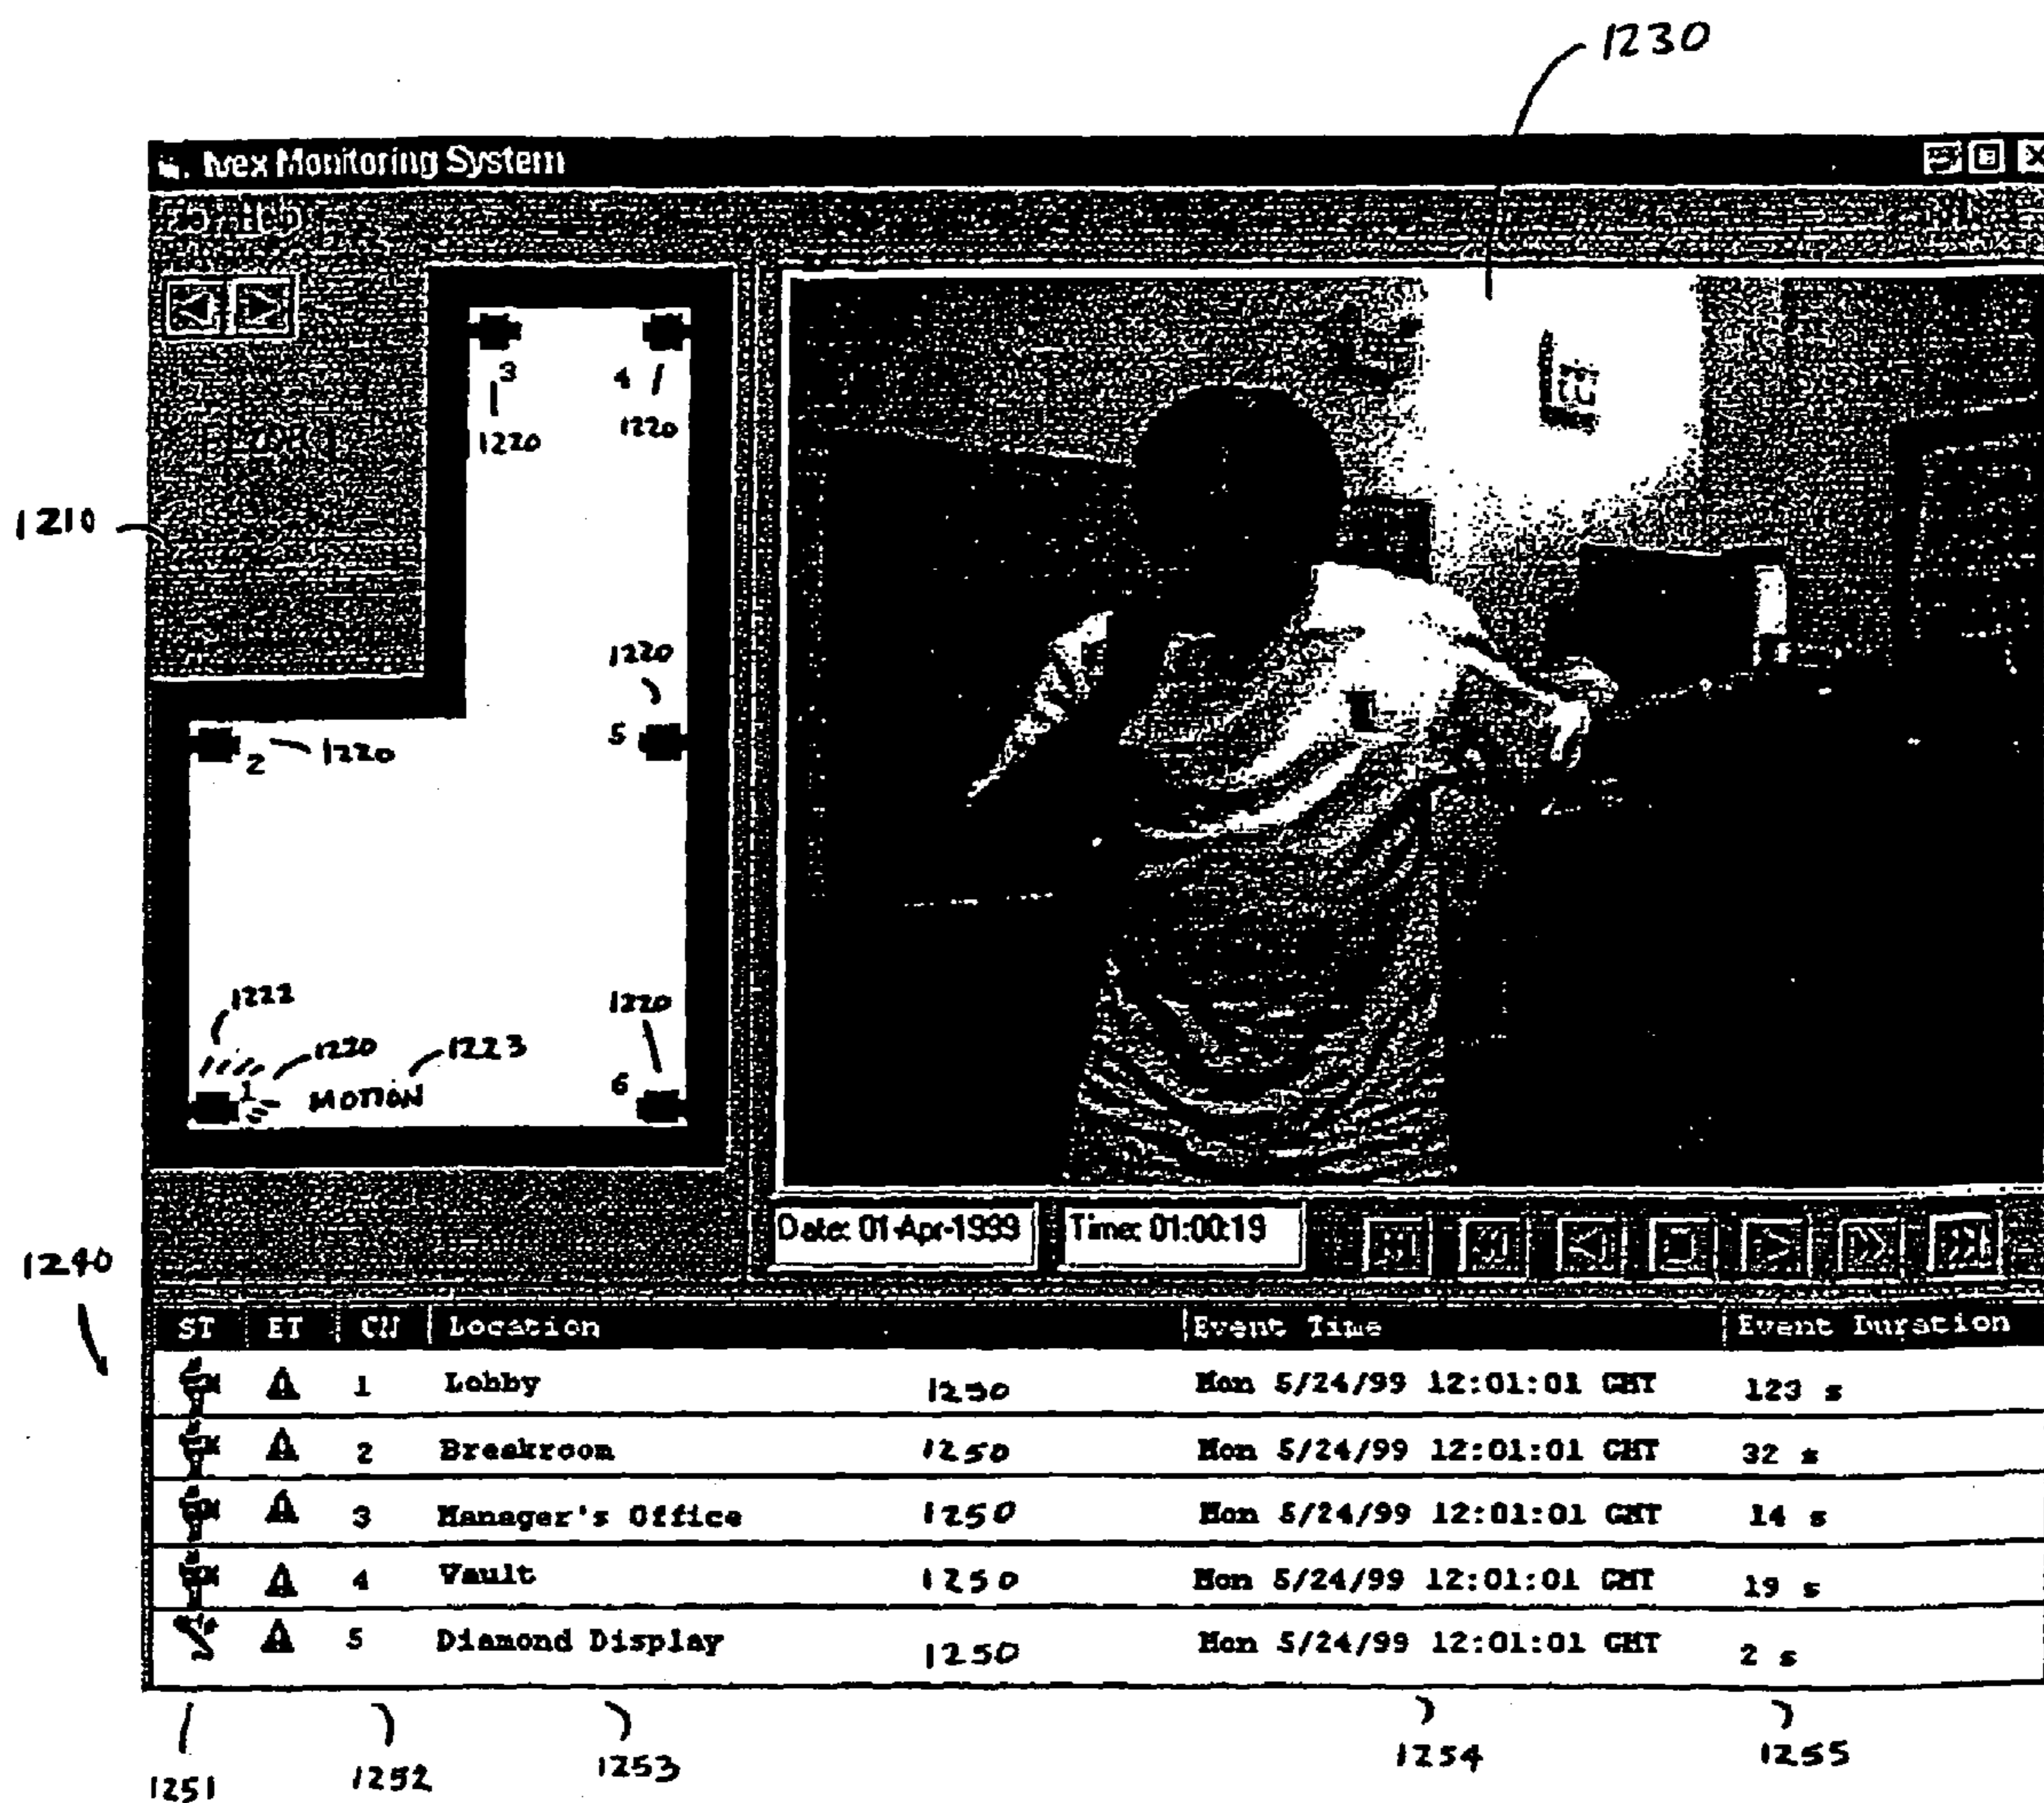 1230
Ivex Monitoring System
3
4
1220
1220
1210
1220
5
2
1220
1222
1220
1223
1220
1
MOTION
6
Date: 01-Apr-1999
Time: 01:00:19
1240
ST ET CH Location Event Time Event Duration
1 Lobby 1250 Mon 5/24/99 12:01:01 GMT 123 s
2 Breakroom 1250 Mon 5/24/99 12:01:01 GMT 32 s
3 Manager's Office 1250 Mon 5/24/99 12:01:01 GMT 14 s
4 Vault 1250 Mon 5/24/99 12:01:01 GMT 19 s
5 Diamond Display 1250 Mon 5/24/99 12:01:01 GMT 2 s
1251
1252
1253
1254
1255